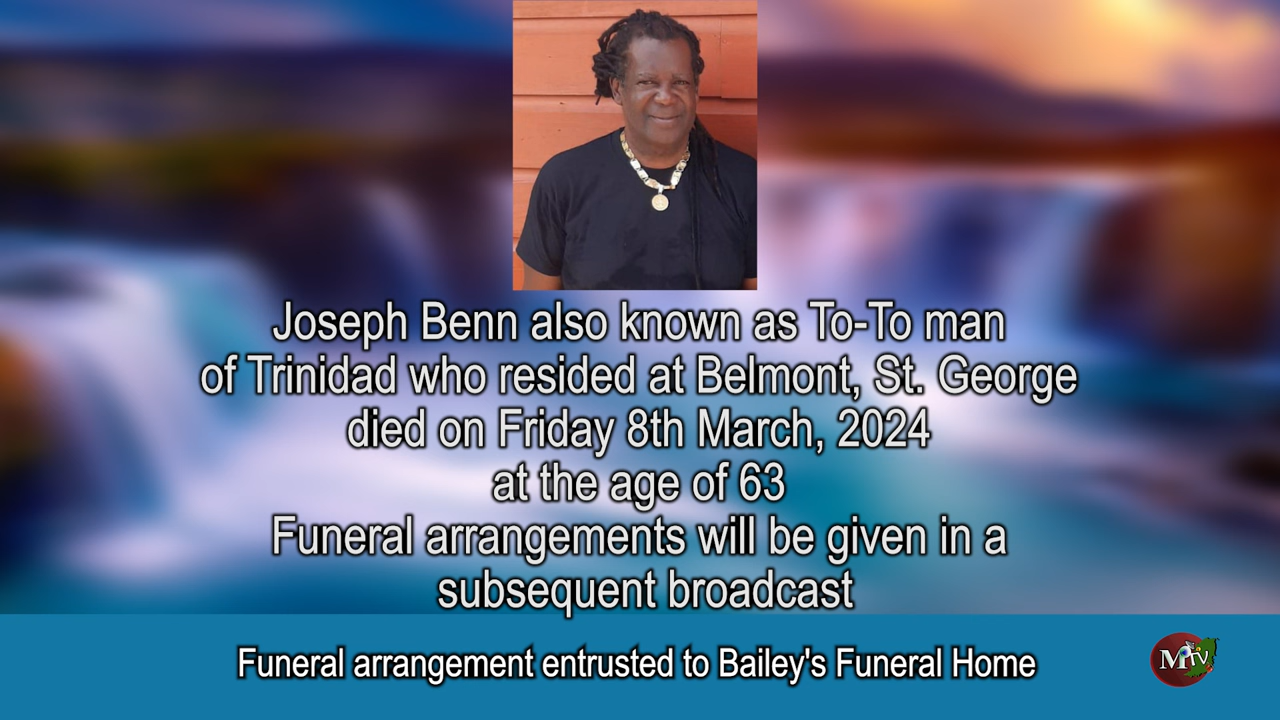 Joseph Benn also known as To-To man
of Trinidad who resided at Belmont, St. George
died on Friday 8th March, 2024
at the age of 63
Funeral arrangements will be given in a
subsequent broadcast
Funeral arrangement entrusted to Bailey's Funeral Home
MTV